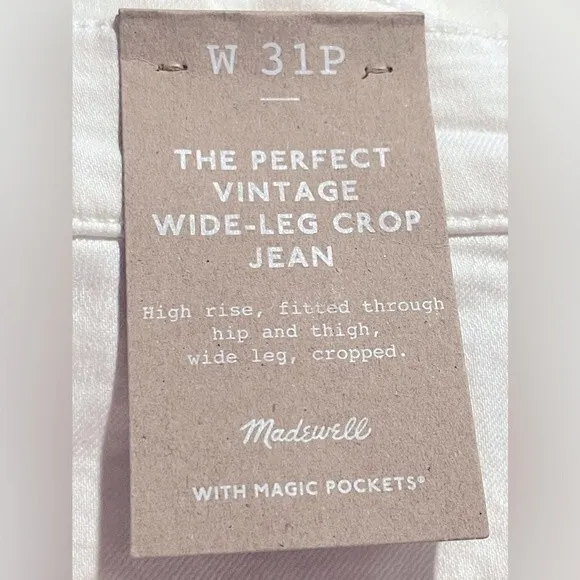 W 31P
THE PERFECT
VINTAGE
WIDE-LEG CROP
JEAN
High rise, fitted through
hip and thigh,
wide leg, cropped.
Madewell
WITH MAGIC POCKETS®